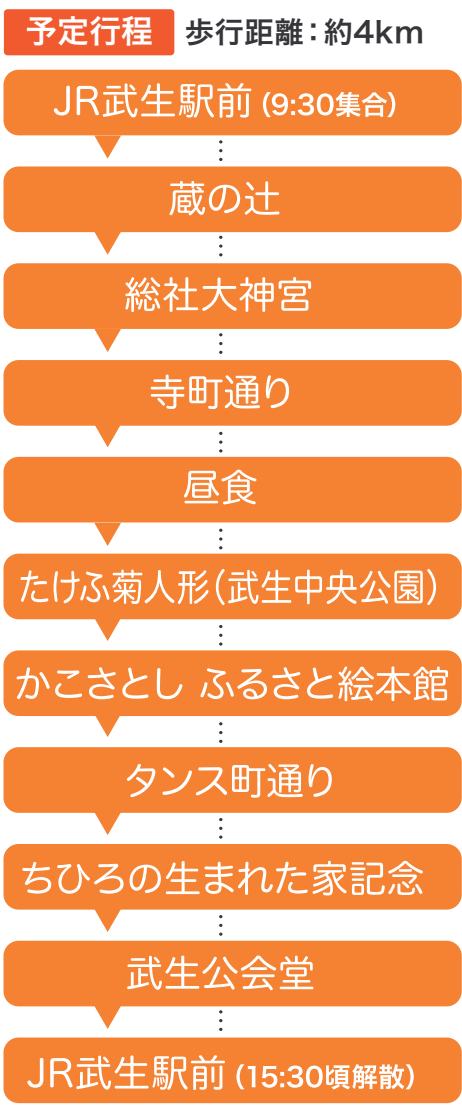 予定行程 歩行距離：約4km
JR武生駅前（9:30集合）
蔵の辻
総社大神宮
寺町通り
昼食
たけふ菊人形（武生中央公園）
かこさとし ふるさと絵本館
タンス町通り
ちひろの生まれた家記念
武生公会堂
JR武生駅前（15:30頃解散）